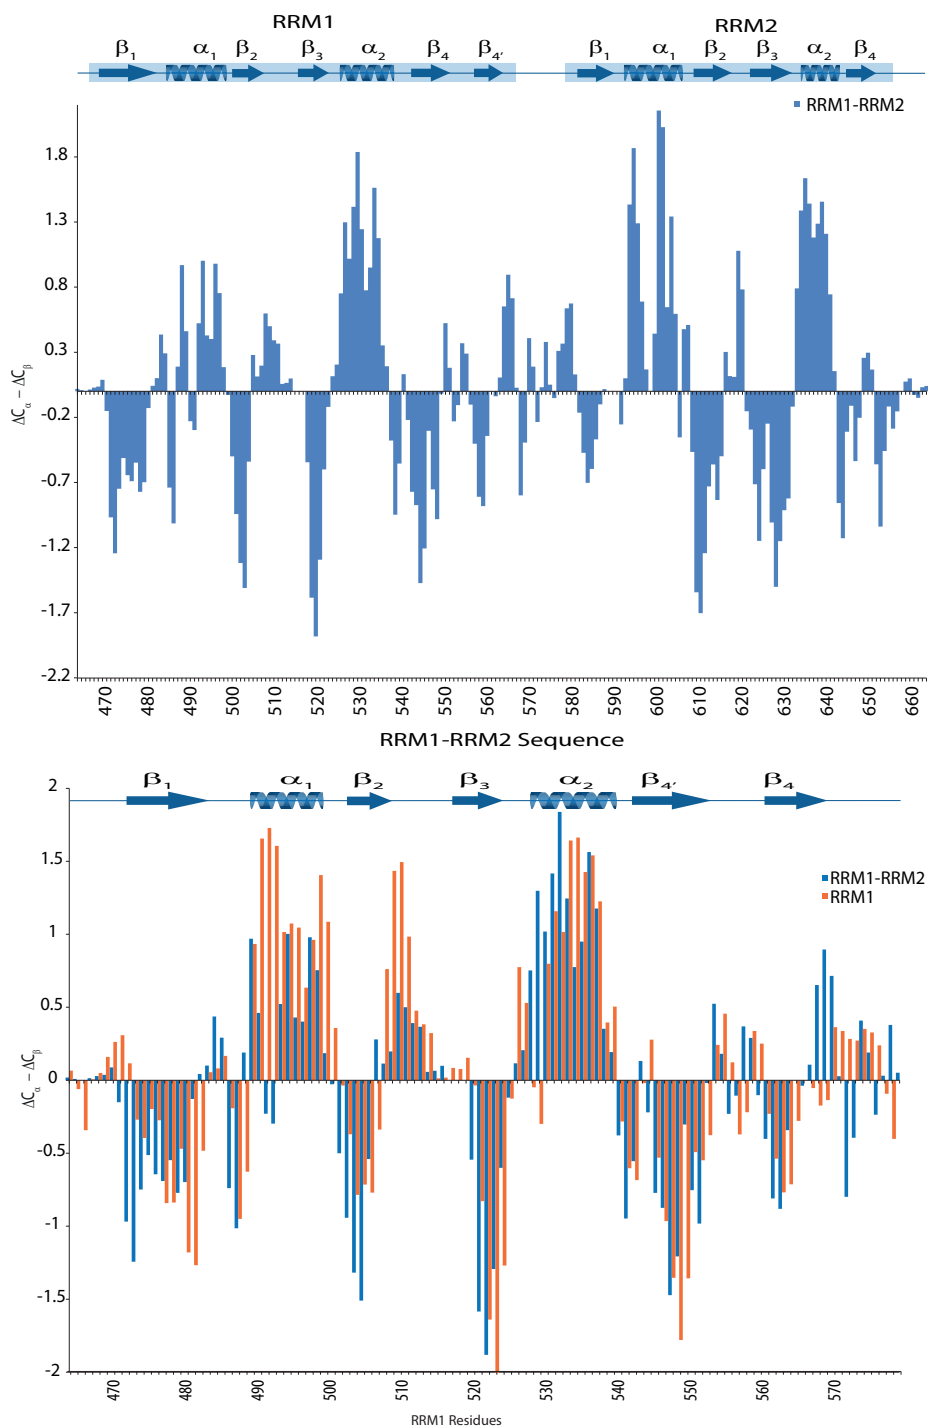 RRM1 RRM2
β1 α1 β2 β3 α2 β4 β4' β1 α1 β2 β3 α2 β4
RRM1-RRM2
1.8
1.3
0.8
0.3
-0.2
-0.7
-1.2
-1.7
-2.2
ΔCα – ΔCβ
470 480 490 500 510 520 530 540 550 560 570 580 590 600 610 620 630 640 650 660
RRM1-RRM2 Sequence
β1 α1 β2 β3 α2 β4' β4
RRM1-RRM2
RRM1
2
1.5
1
0.5
0
-0.5
-1
-1.5
-2
ΔCα – ΔCβ
470 480 490 500 510 520 530 540 550 560 570
RRM1 Residues